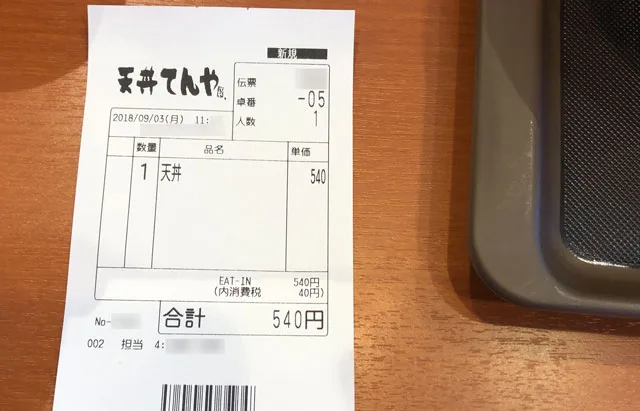 新規
天丼てんや
伝票
卓番 -05
人数 1
2018/09/03(月) 11:
数量 品名 単価
1 天丼 540
EAT-IN 540円
(内消費税 40円)
合計 540円
No-
002 担当 4: